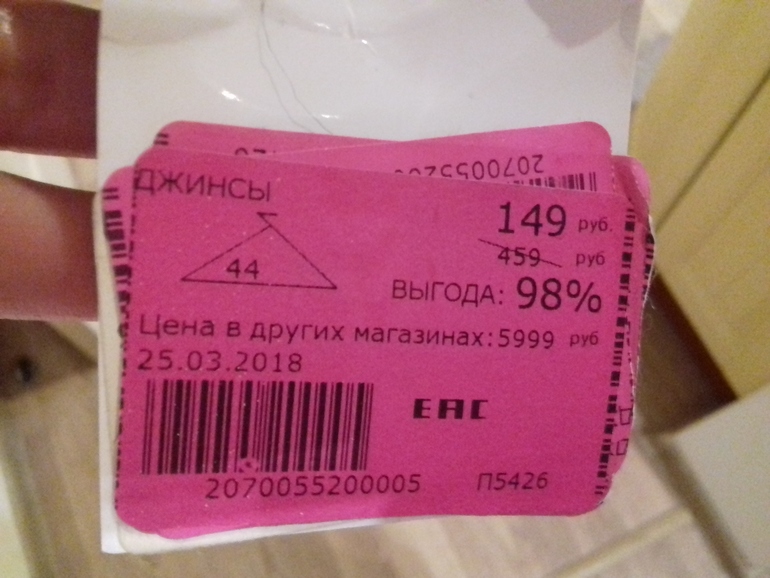 2070055200
ДЖИНСЫ
149 руб.
44
459 руб
ВЫГОДА: 98%
Цена в других магазинах:5999 руб
25.03.2018
EAC
2070055200005 П5426